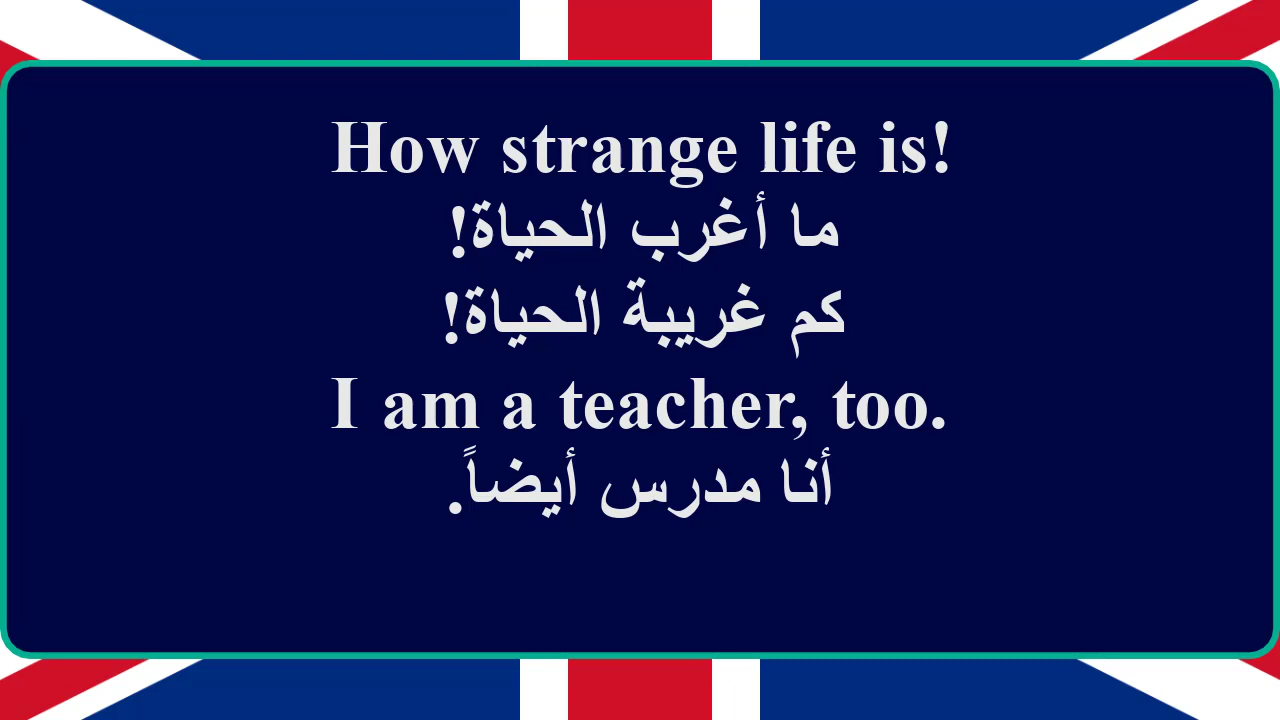 How strange life is!
ما أغرب الحياة!
كم غريبة الحياة!
I am a teacher, too.
أنا مدرس أيضاً.